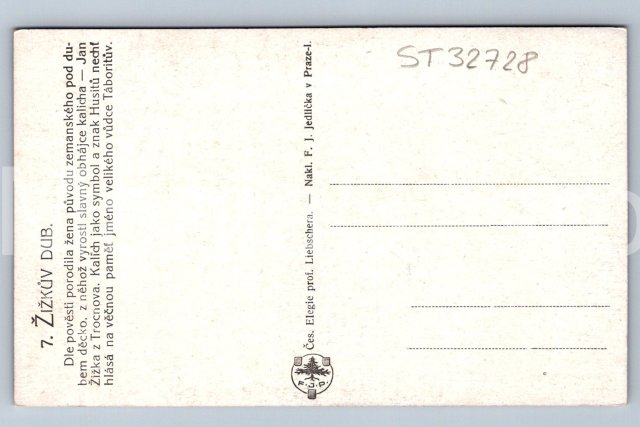 7. ŽIŽKŮV DUB.
Dle pověsti porodila žena původu zemanského pod du-
bem děcko, z něhož vyrostl slavný obhájce kalicha — Jan
Žižka z Trocnova. Kalich jako symbol a znak Husitů nechť
hlásá na věčnou paměť jméno velikého vůdce Táboritův.
Čes. Elegie prof. Liebschera. — Nakl. F. J. Jedlička v Praze-I.
F. J. P.
ST32728